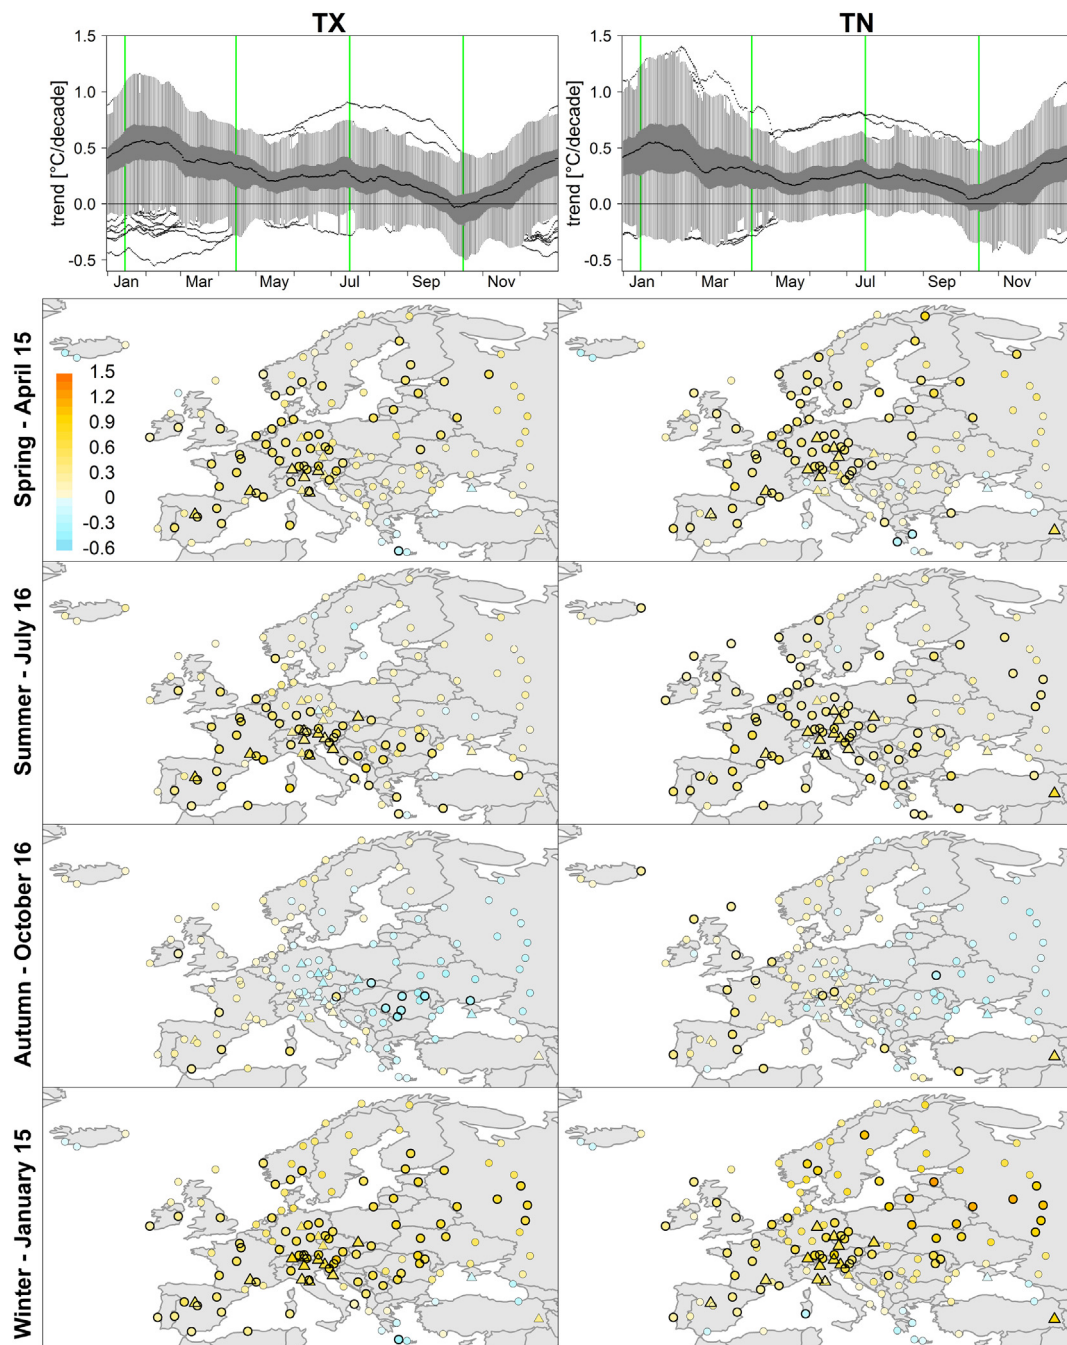 TX
TN
trend [°C/decade]
1.5
1.0
0.5
0.0
-0.5
Jan Mar May Jul Sep Nov
trend [°C/decade]
1.5
1.0
0.5
0.0
-0.5
Jan Mar May Jul Sep Nov
Spring - April 15
1.5
1.2
0.9
0.6
0.3
0
-0.3
-0.6
Summer - July 16
Autumn - October 16
Winter - January 15